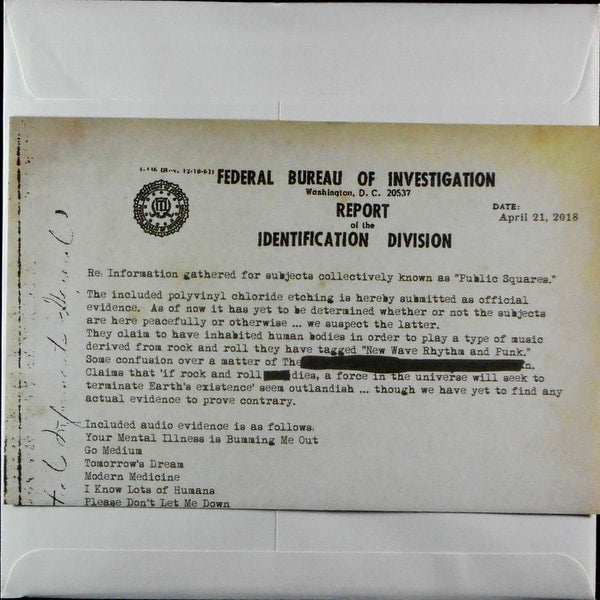 1-116 (Rev. 12-18-63)
FEDERAL BUREAU OF INVESTIGATION
Washington, D. C. 20537
REPORT
of the
IDENTIFICATION DIVISION
DATE:
April 21, 2018
Re: Information gathered for subjects collectively known as "Public Squares."
The included polyvinyl chloride etching is hereby submitted as official
evidence. As of now it has yet to be determined whether or not the subjects
are here peacefully or otherwise ... we suspect the latter.
They claim to have inhabited human bodies in order to play a type of music
derived from rock and roll they have tagged "New Wave Rhythm and Punk."
Some confusion over a matter of The n.
Claims that 'if rock and roll dies, a force in the universe will seek to
terminate Earth's existence' seem outlandish ... though we have yet to find any
actual evidence to prove contrary.
Included audio evidence is as follows:
Your Mental Illness is Bumming Me Out
Go Medium
Tomorrow's Dream
Modern Medicine
I Know Lots of Humans
Please Don't Let Me Down